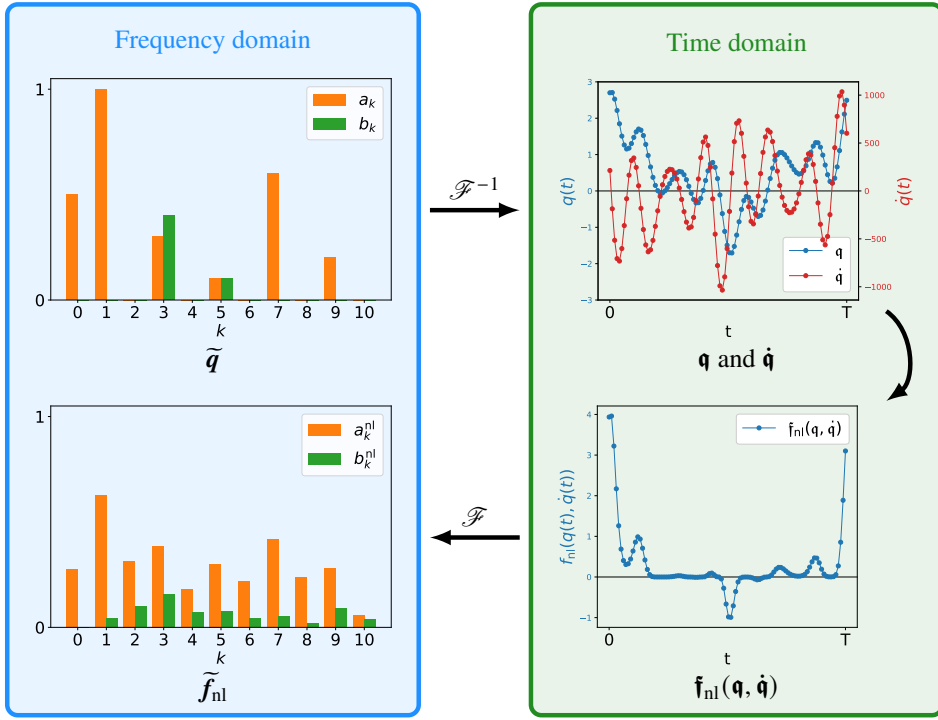 Frequency domain
1
0
a_k
b_k
0 1 2 3 4 5 6 7 8 9 10
k
q̃
ℱ⁻¹
Time domain
3
2
1
0
−1
−2
−3
q(t)
1000
500
0
−500
−1000
q̇(t)
𝔮
𝔮̇
0 T
t
𝔮 and 𝔮̇
1
0
a_k^nl
b_k^nl
0 1 2 3 4 5 6 7 8 9 10
k
f̃_nl
ℱ
4
3
2
1
0
−1
f_nl(q(t), q̇(t))
𝔣_nl(𝔮, 𝔮̇)
0 T
t
𝔣_nl(𝔮, 𝔮̇)